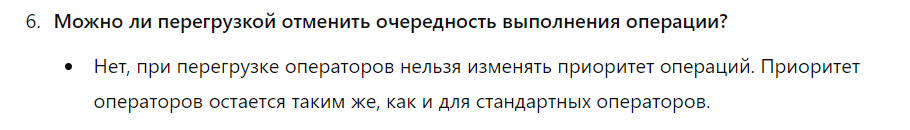 6. Можно ли перегрузкой отменить очередность выполнения операции?
• Нет, при перегрузке операторов нельзя изменять приоритет операций. Приоритет
операторов остается таким же, как и для стандартных операторов.